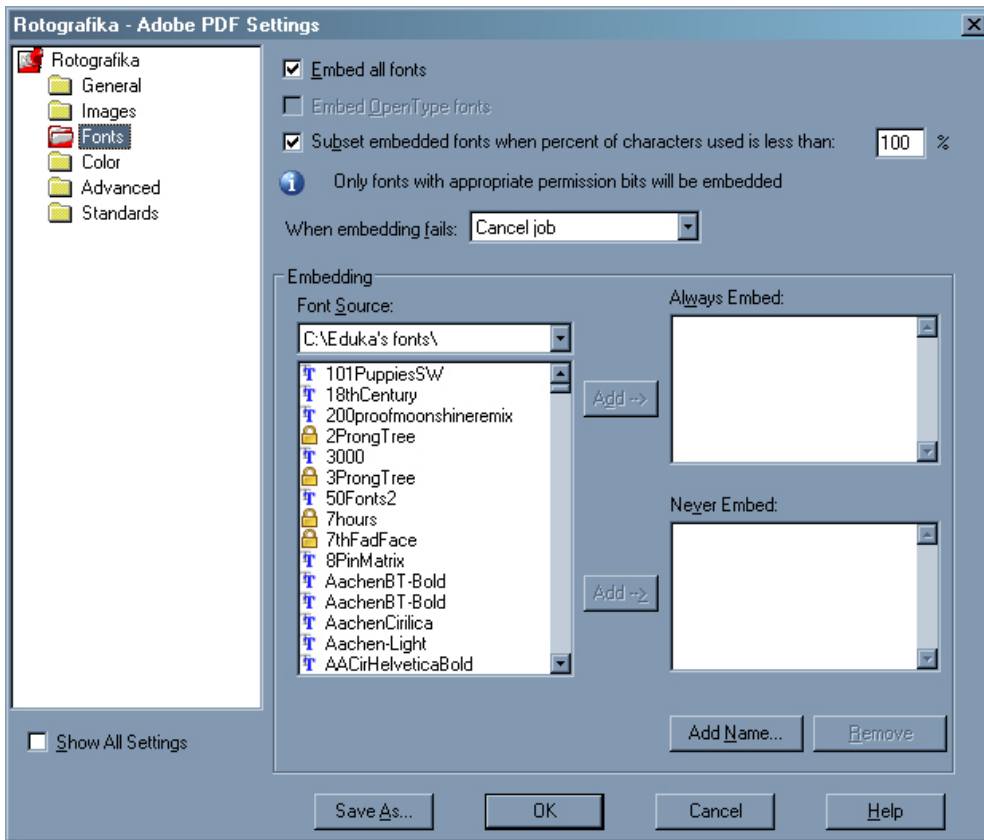 Rotografika - Adobe PDF Settings
Rotografika
General
Images
Fonts
Color
Advanced
Standards
Show All Settings
Embed all fonts
Embed OpenType fonts
Subset embedded fonts when percent of characters used is less than: 100 %
Only fonts with appropriate permission bits will be embedded
When embedding fails: Cancel job
Embedding
Font Source:
C:\Eduka's fonts\
101PuppiesSW
18thCentury
200proofmoonshineremix
2ProngTree
3000
3ProngTree
50Fonts2
7hours
7thFadFace
8PinMatrix
AachenBT-Bold
AachenBT-Bold
AachenCirilica
Aachen-Light
AACirHelveticaBold
Add -->
Add -->
Always Embed:
Never Embed:
Add Name...
Remove
Save As...
OK
Cancel
Help